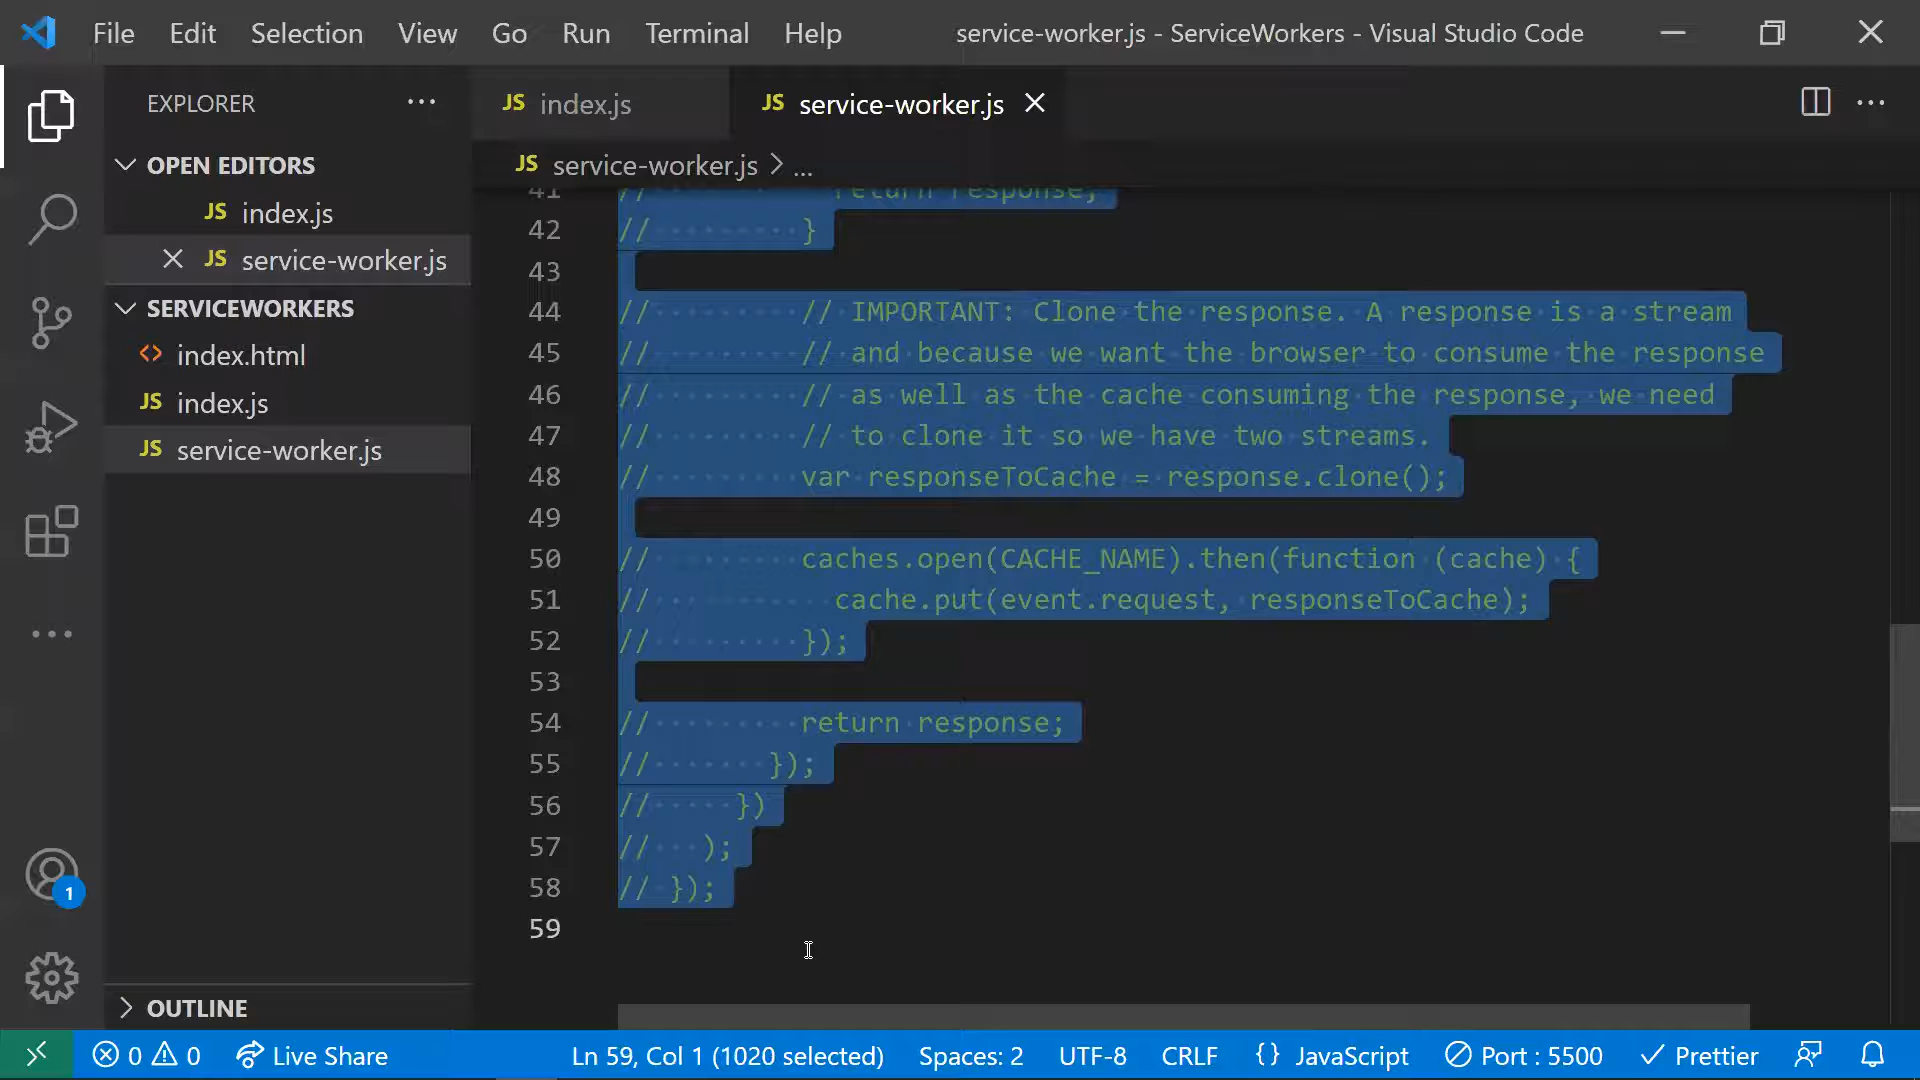 File Edit Selection View Go Run Terminal Help service-worker.js - ServiceWorkers - Visual Studio Code
EXPLORER
JS index.js
JS service-worker.js
OPEN EDITORS
JS service-worker.js > ...
JS index.js
JS service-worker.js
SERVICEWORKERS
<> index.html
JS index.js
JS service-worker.js
OUTLINE
41 // return response;
42 // }
43
44 // // IMPORTANT: Clone the response. A response is a stream
45 // // and because we want the browser to consume the response
46 // // as well as the cache consuming the response, we need
47 // // to clone it so we have two streams.
48 // var responseToCache = response.clone();
49
50 // caches.open(CACHE_NAME).then(function (cache) {
51 // cache.put(event.request, responseToCache);
52 // });
53
54 // return response;
55 // });
56 // })
57 // );
58 // });
59
1
0 0 Live Share Ln 59, Col 1 (1020 selected) Spaces: 2 UTF-8 CRLF {} JavaScript Port : 5500 Prettier